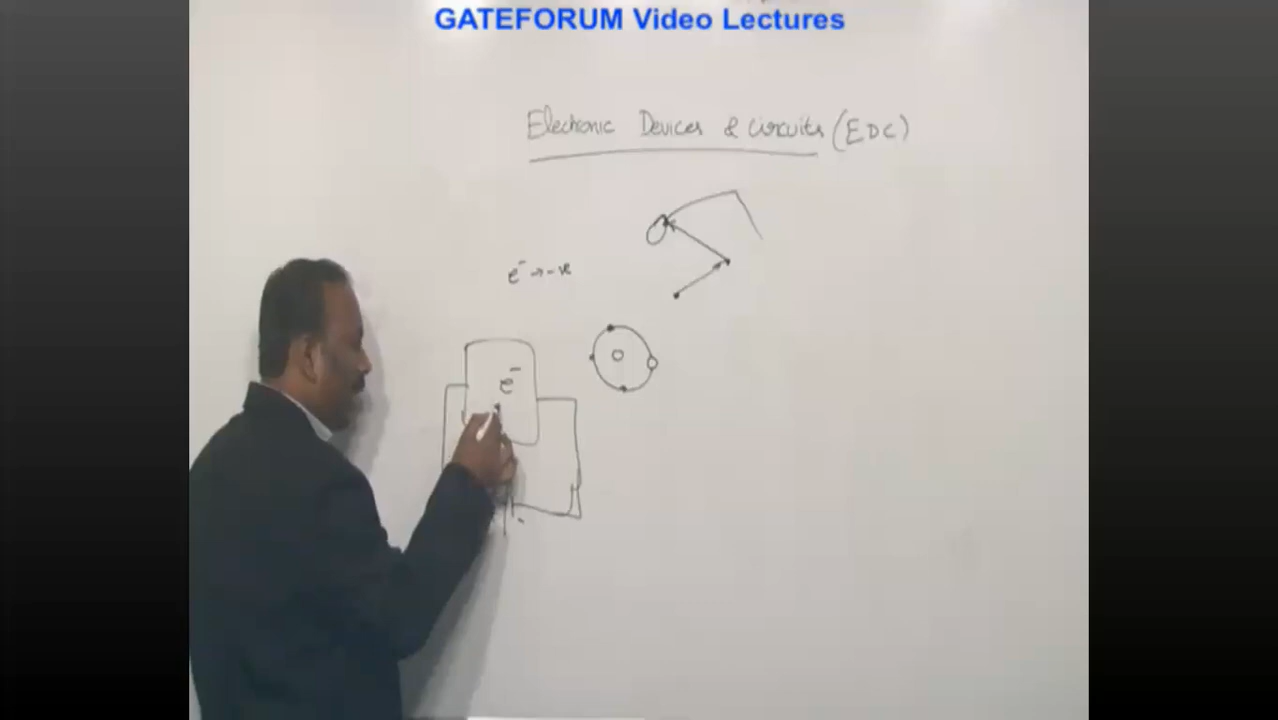 GATEFORUM Video Lectures
Electronic Devices & Circuits (EDC)
e⁻ → -ve
e⁻